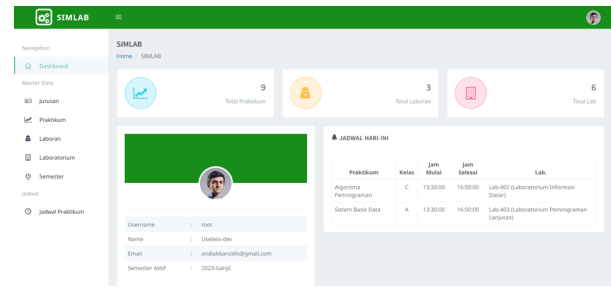 SIMLAB
Navigation
Dashboard
Master Data
Jurusan
Praktikum
Laboran
Laboratorium
Semester
Jadwal
Jadwal Praktikum
SIMLAB
Home / SIMLAB
9
Total Praktikum
3
Total Laboran
6
Total Lab
Username : root
Name : Useless-dev
Email : andiakbarsisfo@gmail.com
Semester Aktif : 2023-Ganjil
JADWAL HARI INI
Praktikum Kelas Jam Mulai Jam Selesai Lab.
Algoritma Pemrograman C 13:30:00 16:50:00 Lab-402 (Laboratorium Informasi Dasar)
Sistem Basis Data A 13:30:00 16:50:00 Lab-403 (Laboratorium Pemrograman Lanjutan)